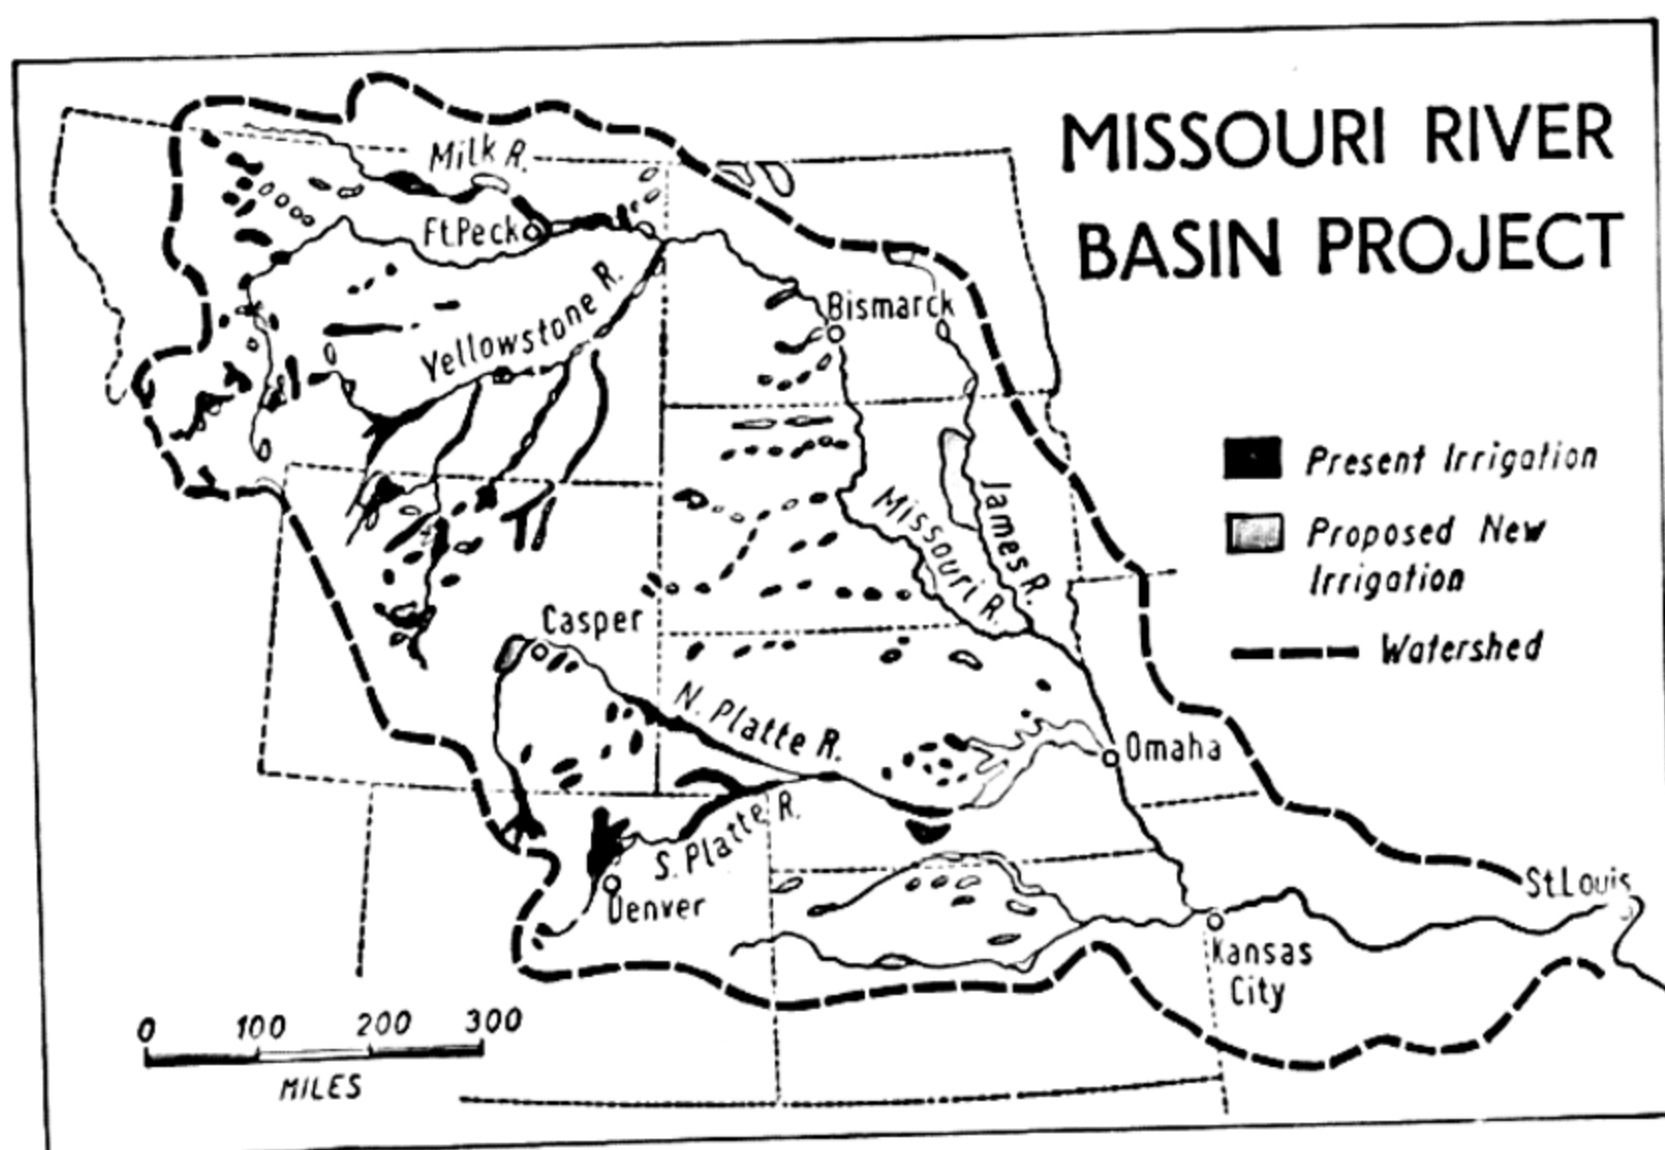 MISSOURI RIVER
BASIN PROJECT
Milk R.
Ft.Peck
Yellowstone R.
Bismarck
Present Irrigation
Proposed New
Irrigation
Watershed
Missouri R.
James R.
Casper
N. Platte R.
Omaha
S. Platte R.
Denver
St.Louis
Kansas
City
0 100 200 300
MILES